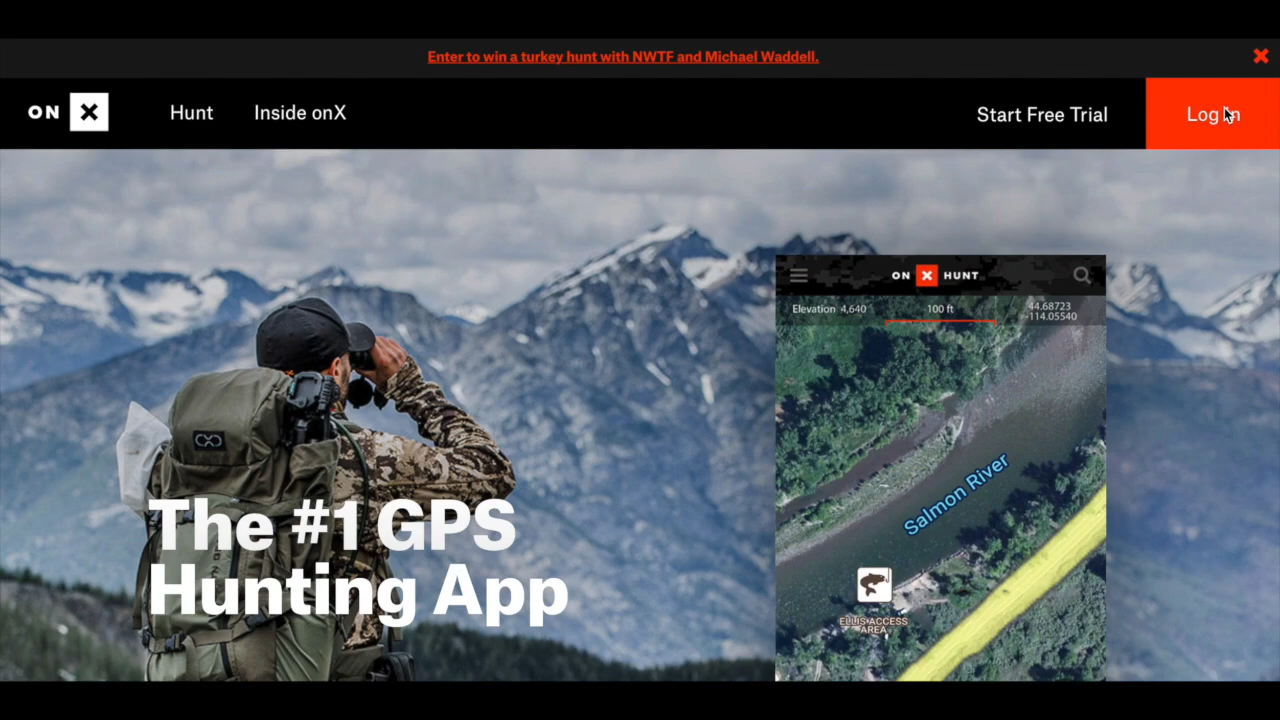 Enter to win a turkey hunt with NWTF and Michael Waddell.
ON X Hunt Inside onX Start Free Trial Log In
ON X HUNT
Elevation 4,640 100 ft 44.68723
-114.05540
Salmon River
The #1 GPS
Hunting App
ELLIS ACCESS
AREA